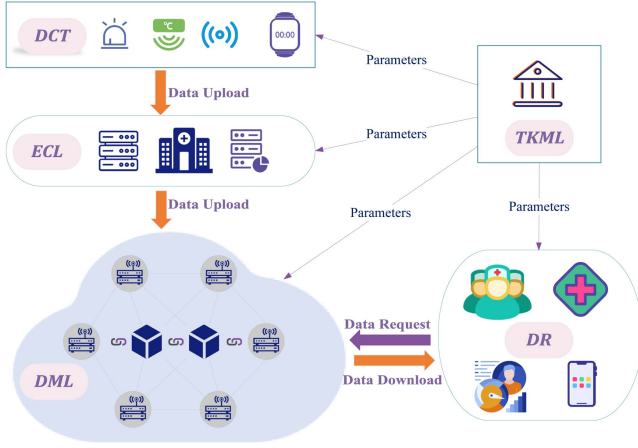 DCT
°C
00:00
Parameters
Data Upload
TKML
ECL
Parameters
Data Upload
Parameters
Parameters
Data Request
DR
DML
Data Download